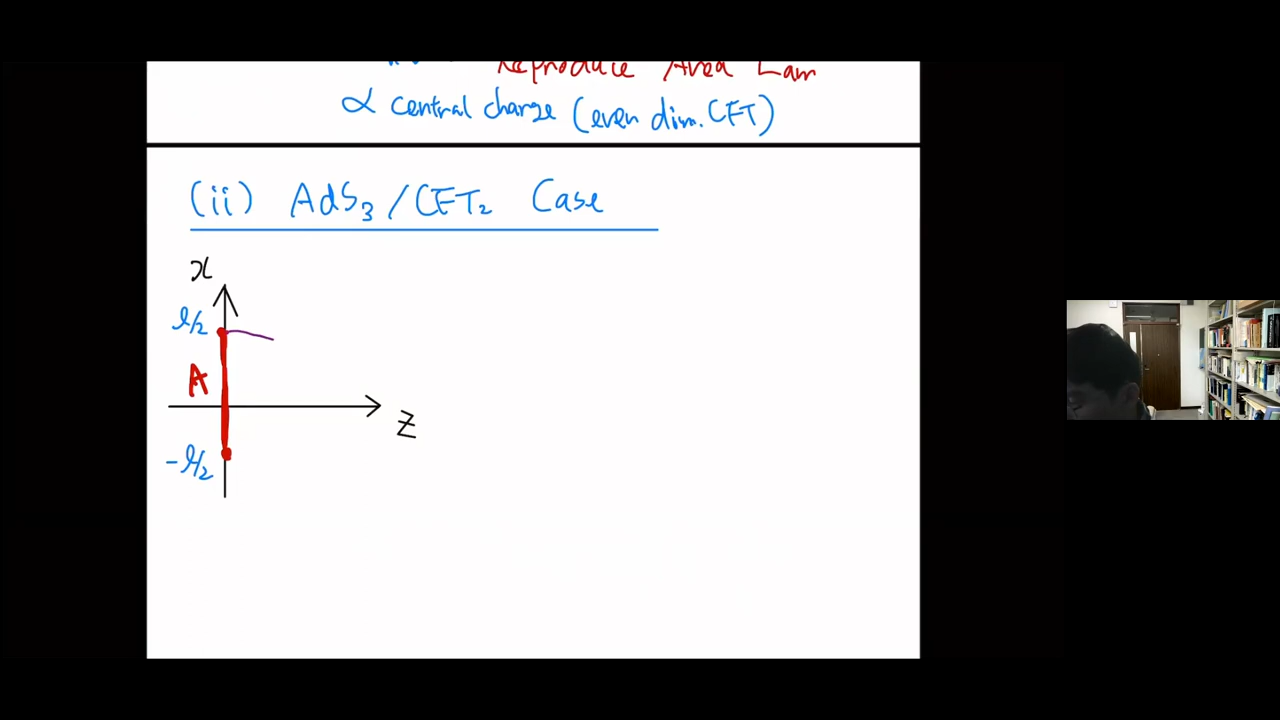 Reproduce Area Law
∝ central charge (even dim. CFT)
(ii) AdS₃/CFT₂ Case
x
l/2
A
z
-l/2